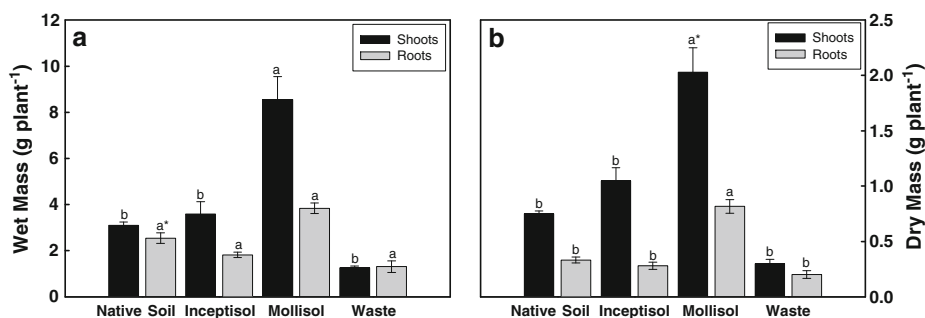 a
Shoots
Roots
12
10
8
6
4
2
0
Wet Mass (g plant-1)
b
a*
b
a
a
a
b
a
Native Soil Inceptisol Mollisol Waste
b
Shoots
Roots
2.5
2.0
1.5
1.0
0.5
0.0
Dry Mass (g plant-1)
b
b
b
b
a*
a
b
b
Native Soil Inceptisol Mollisol Waste